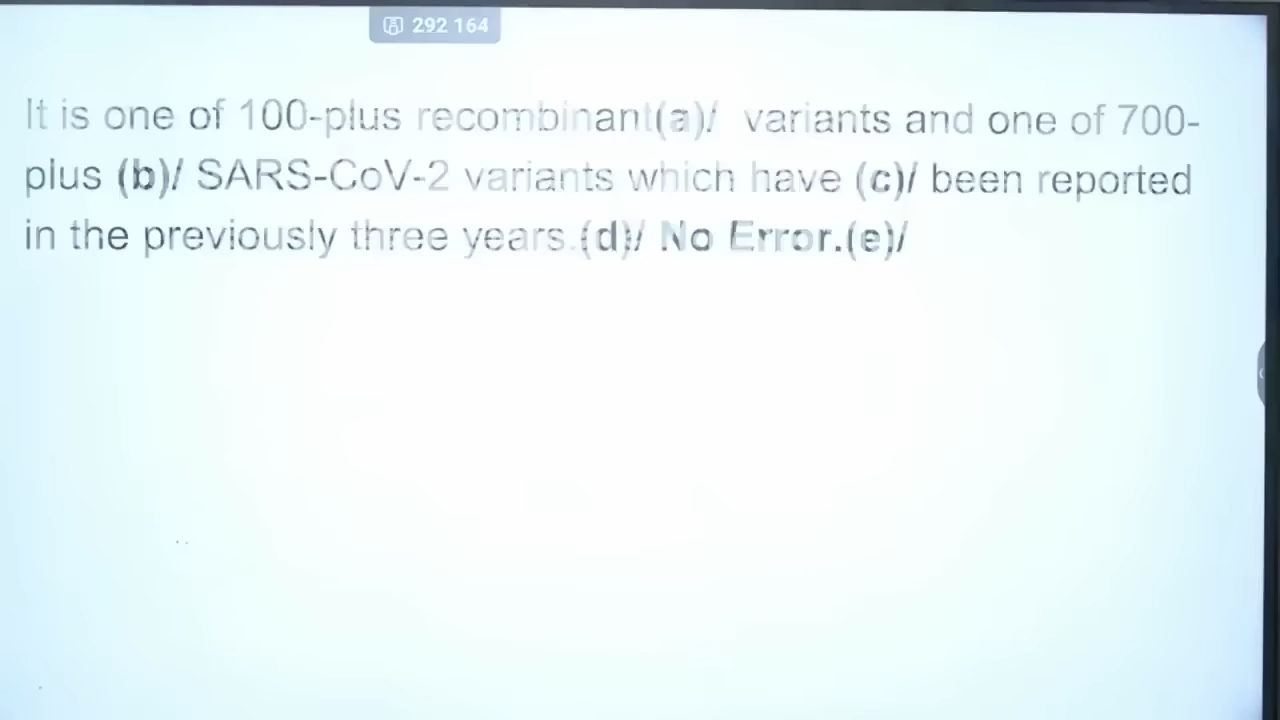 292 164
It is one of 100-plus recombinant(a)/ variants and one of 700-
plus (b)/ SARS-CoV-2 variants which have (c)/ been reported
in the previously three years.(d)/ No Error.(e)/